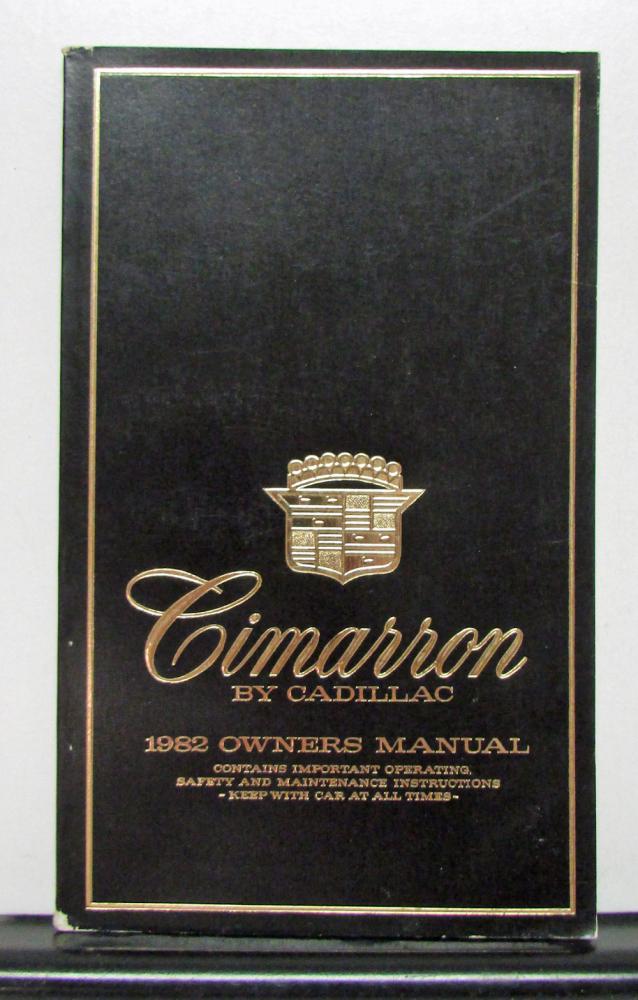 Cimarron
BY CADILLAC
1982 OWNERS MANUAL
CONTAINS IMPORTANT OPERATING,
SAFETY AND MAINTENANCE INSTRUCTIONS
- KEEP WITH CAR AT ALL TIMES -